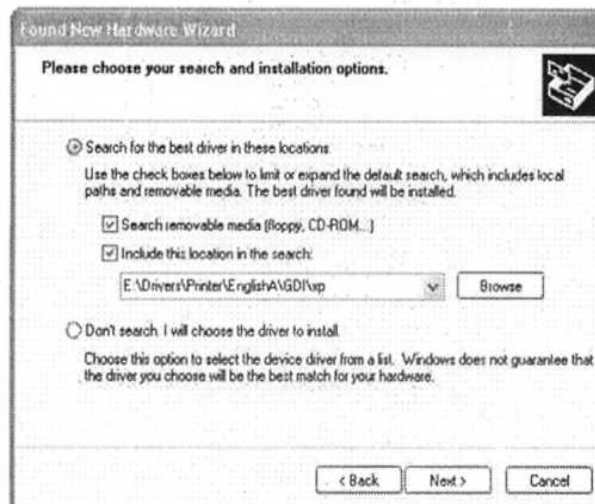 Found New Hardware Wizard
Please choose your search and installation options.
Search for the best driver in these locations.
Use the check boxes below to limit or expand the default search, which includes local
paths and removable media. The best driver found will be installed.
Search removable media (floppy, CD-ROM...)
Include this location in the search:
E:\Drivers\Printer\EnglishA\GDI\xp
Browse
Don't search. I will choose the driver to install.
Choose this option to select the device driver from a list. Windows does not guarantee that
the driver you choose will be the best match for your hardware.
< Back Next > Cancel